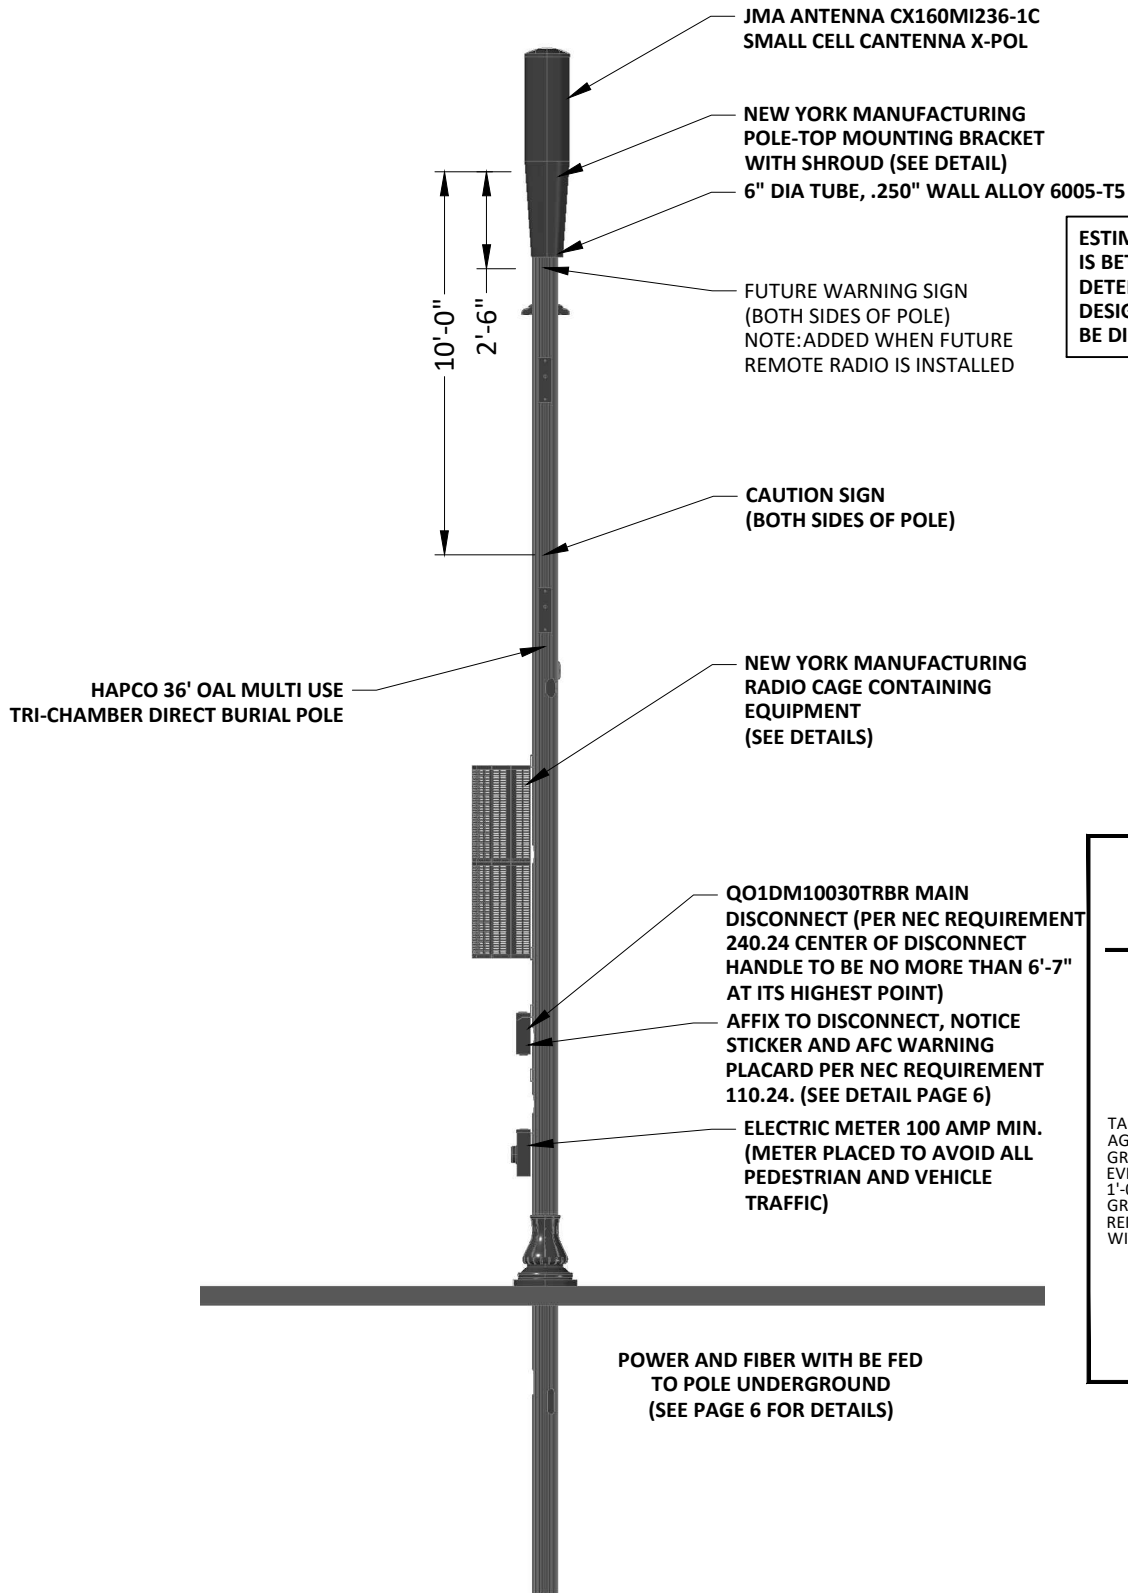 JMA ANTENNA CX160MI236-1C
SMALL CELL CANTENNA X-POL
NEW YORK MANUFACTURING
POLE-TOP MOUNTING BRACKET
WITH SHROUD (SEE DETAIL)
6" DIA TUBE, .250" WALL ALLOY 6005-T5
FUTURE WARNING SIGN
(BOTH SIDES OF POLE)
NOTE:ADDED WHEN FUTURE
REMOTE RADIO IS INSTALLED
10'-0"
2'-6"
IS
BE
CAUTION SIGN
(BOTH SIDES OF POLE)
HAPCO 36' OAL MULTI USE
TRI-CHAMBER DIRECT BURIAL POLE
NEW YORK MANUFACTURING
RADIO CAGE CONTAINING
EQUIPMENT
(SEE DETAILS)
QO1DM10030TRBR MAIN
DISCONNECT (PER NEC REQUIREMENT
240.24 CENTER OF DISCONNECT
HANDLE TO BE NO MORE THAN 6'-7"
AT ITS HIGHEST POINT)
AFFIX TO DISCONNECT, NOTICE
STICKER AND AFC WARNING
PLACARD PER NEC REQUIREMENT
110.24. (SEE DETAIL PAGE 6)
ELECTRIC METER 100 AMP MIN.
(METER PLACED TO AVOID ALL
PEDESTRIAN AND VEHICLE
TRAFFIC)
POWER AND FIBER WITH BE FED
TO POLE UNDERGROUND
(SEE PAGE 6 FOR DETAILS)